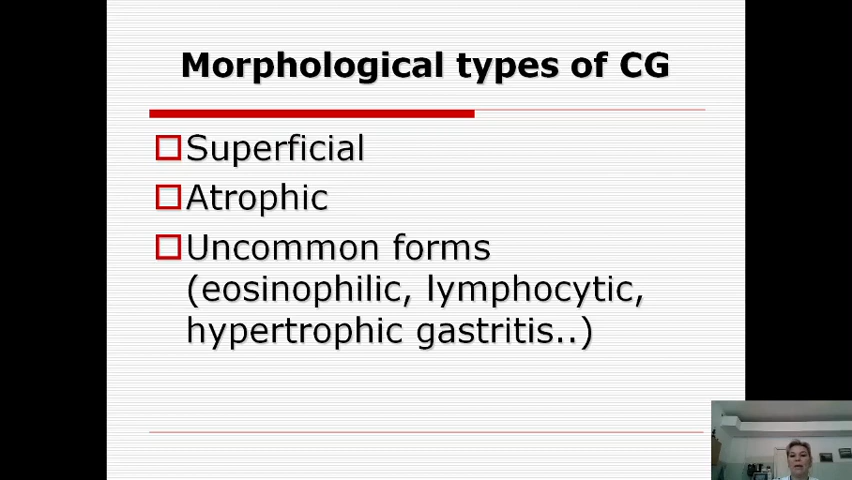 Morphological types of CG
Superficial
Atrophic
Uncommon forms
(eosinophilic, lymphocytic,
hypertrophic gastritis..)